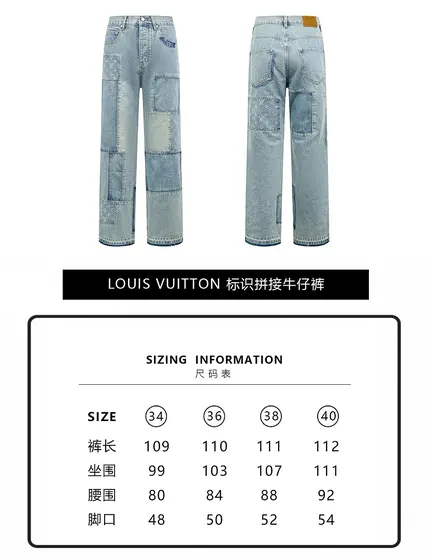 LOUIS VUITTON 标识拼接牛仔裤
SIZING INFORMATION
尺码表
SIZE 34 36 38 40
裤长 109 110 111 112
坐围 99 103 107 111
腰围 80 84 88 92
脚口 48 50 52 54